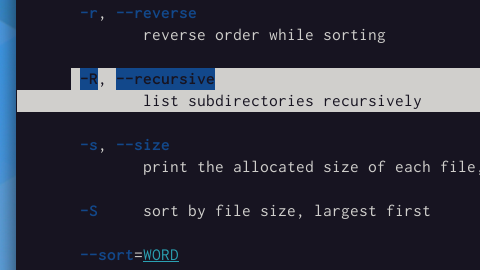 -r, --reverse
reverse order while sorting
-R, --recursive
list subdirectories recursively
-s, --size
print the allocated size of each file,
-S sort by file size, largest first
--sort=WORD